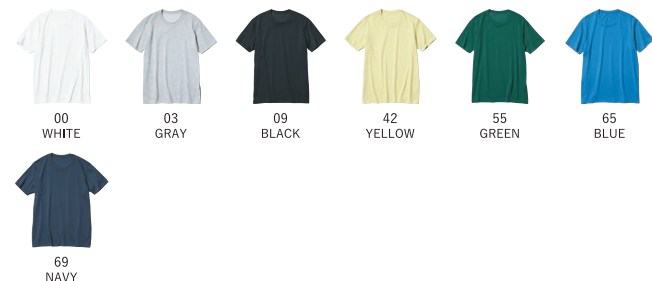 00
WHITE
03
GRAY
09
BLACK
42
YELLOW
55
GREEN
65
BLUE
69
NAVY